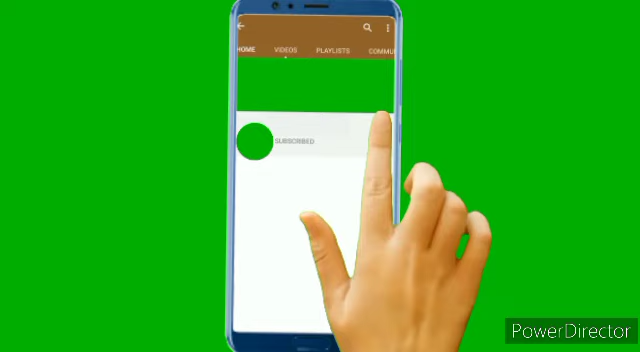 HOME VIDEOS PLAYLISTS COMMU
SUBSCRIBED
PowerDirector